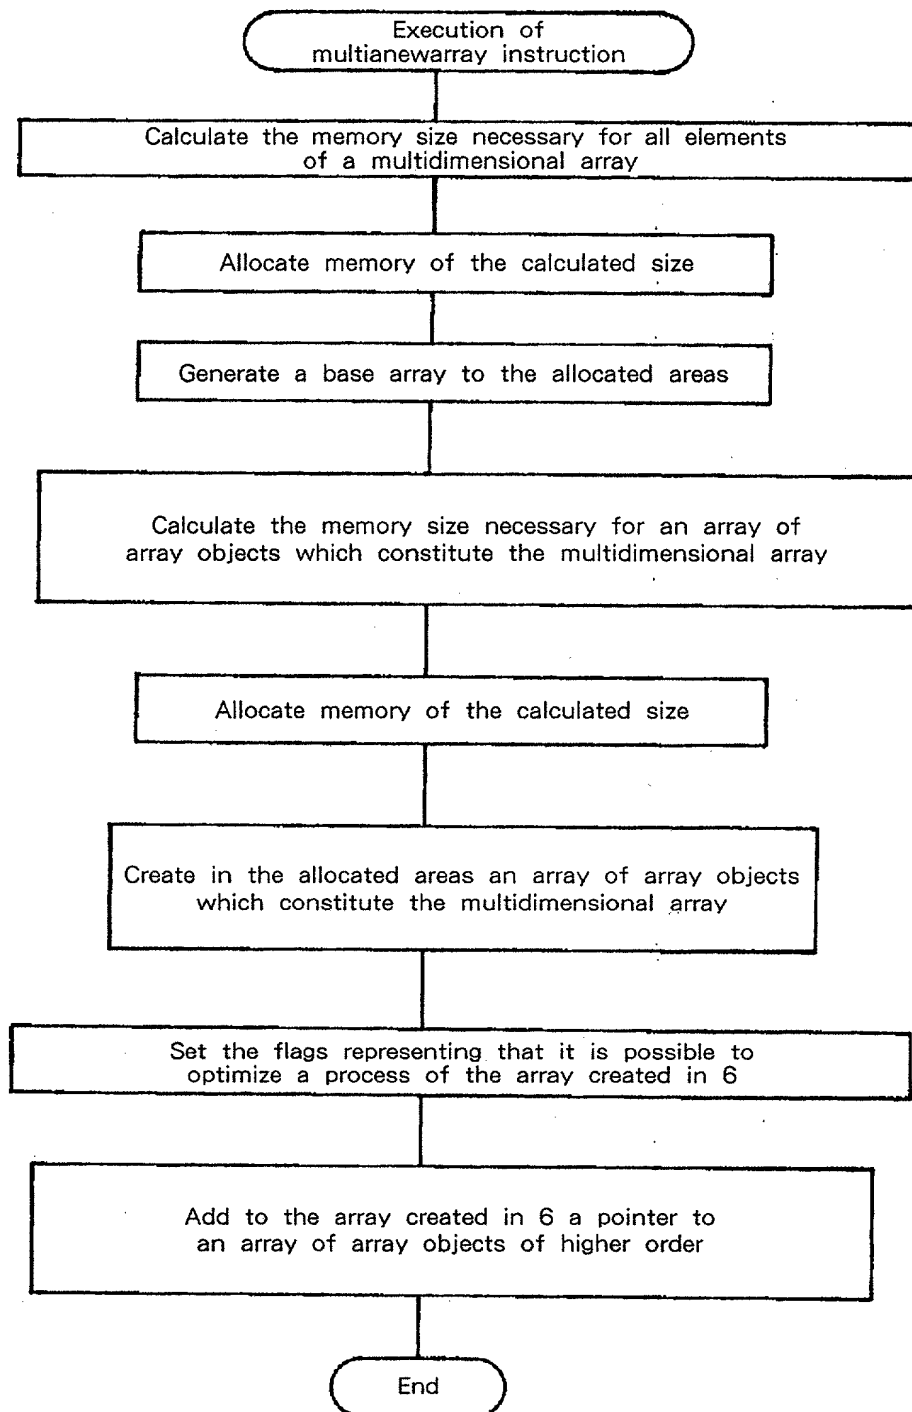 Execution of
multianewarray instruction
Calculate the memory size necessary for all elements
of a multidimensional array
Allocate memory of the calculated size
Generate a base array to the allocated areas
Calculate the memory size necessary for an array of
array objects which constitute the multidimensional array
Allocate memory of the calculated size
Create in the allocated areas an array of array objects
which constitute the multidimensional array
Set the flags representing that it is possible to
optimize a process of the array created in 6
Add to the array created in 6 a pointer to
an array of array objects of higher order
End